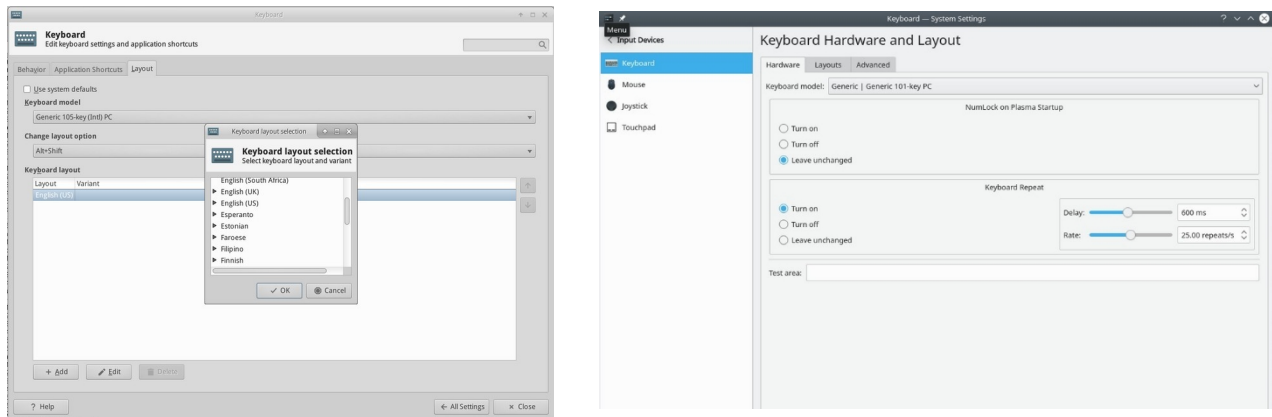 Keyboard
Keyboard
Edit keyboard settings and application shortcuts
Behavior Application Shortcuts Layout
Use system defaults
Keyboard model
Generic 105-key (Intl) PC
Change layout option
Alt+Shift
Keyboard layout
Layout Variant
English (US)
+ Add Edit Delete
? Help
← All Settings × Close
Keyboard layout selection
Keyboard layout selection
Select keyboard layout and variant
English (South Africa)
English (UK)
English (US)
Esperanto
Estonian
Faroese
Filipino
Finnish
OK Cancel
Keyboard — System Settings
Menu
< Input Devices
Keyboard
Mouse
Joystick
Touchpad
Keyboard Hardware and Layout
Hardware Layouts Advanced
Keyboard model: Generic | Generic 101-key PC
NumLock on Plasma Startup
Turn on
Turn off
Leave unchanged
Keyboard Repeat
Turn on
Turn off
Leave unchanged
Delay: 600 ms
Rate: 25.00 repeats/s
Test area: